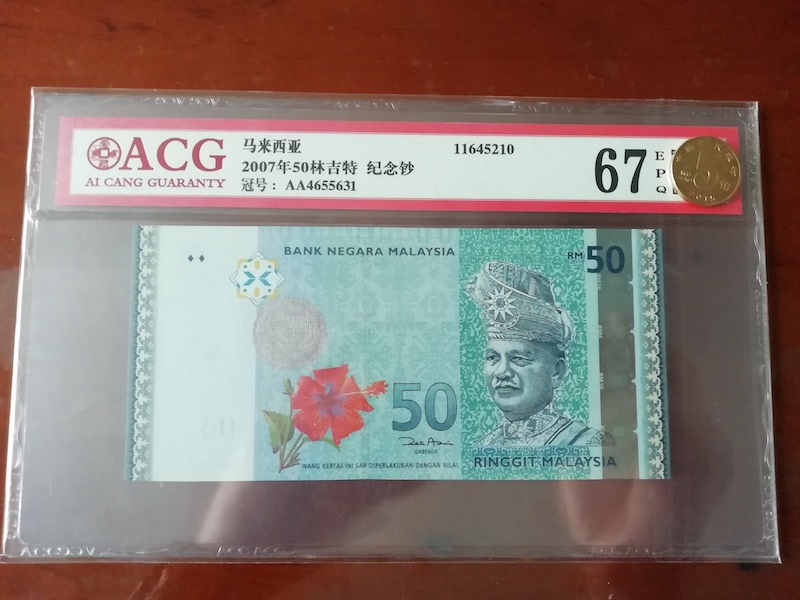 ACG
AI CANG GUARANTY
马来西亚
2007年50林吉特 纪念钞
冠号：AA4655631
11645210
67
E
P
Q
BANK NEGARA MALAYSIA
RM50
50
50
GABENOR
WANG KERTAS INI SAH DIPERLAKUKAN DENGAN NILAI
RINGGIT MALAYSIA